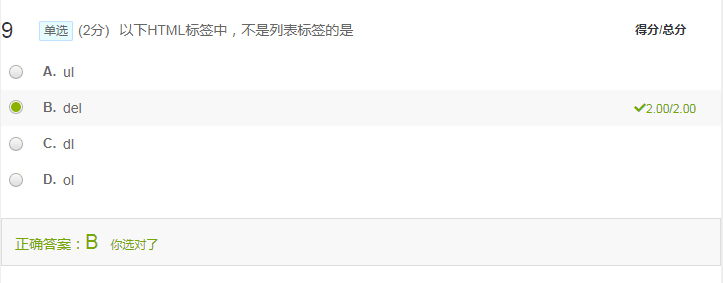 9 单选 (2分) 以下HTML标签中，不是列表标签的是 得分/总分
A. ul
B. del 2.00/2.00
C. dl
D. ol
正确答案：B 你选对了